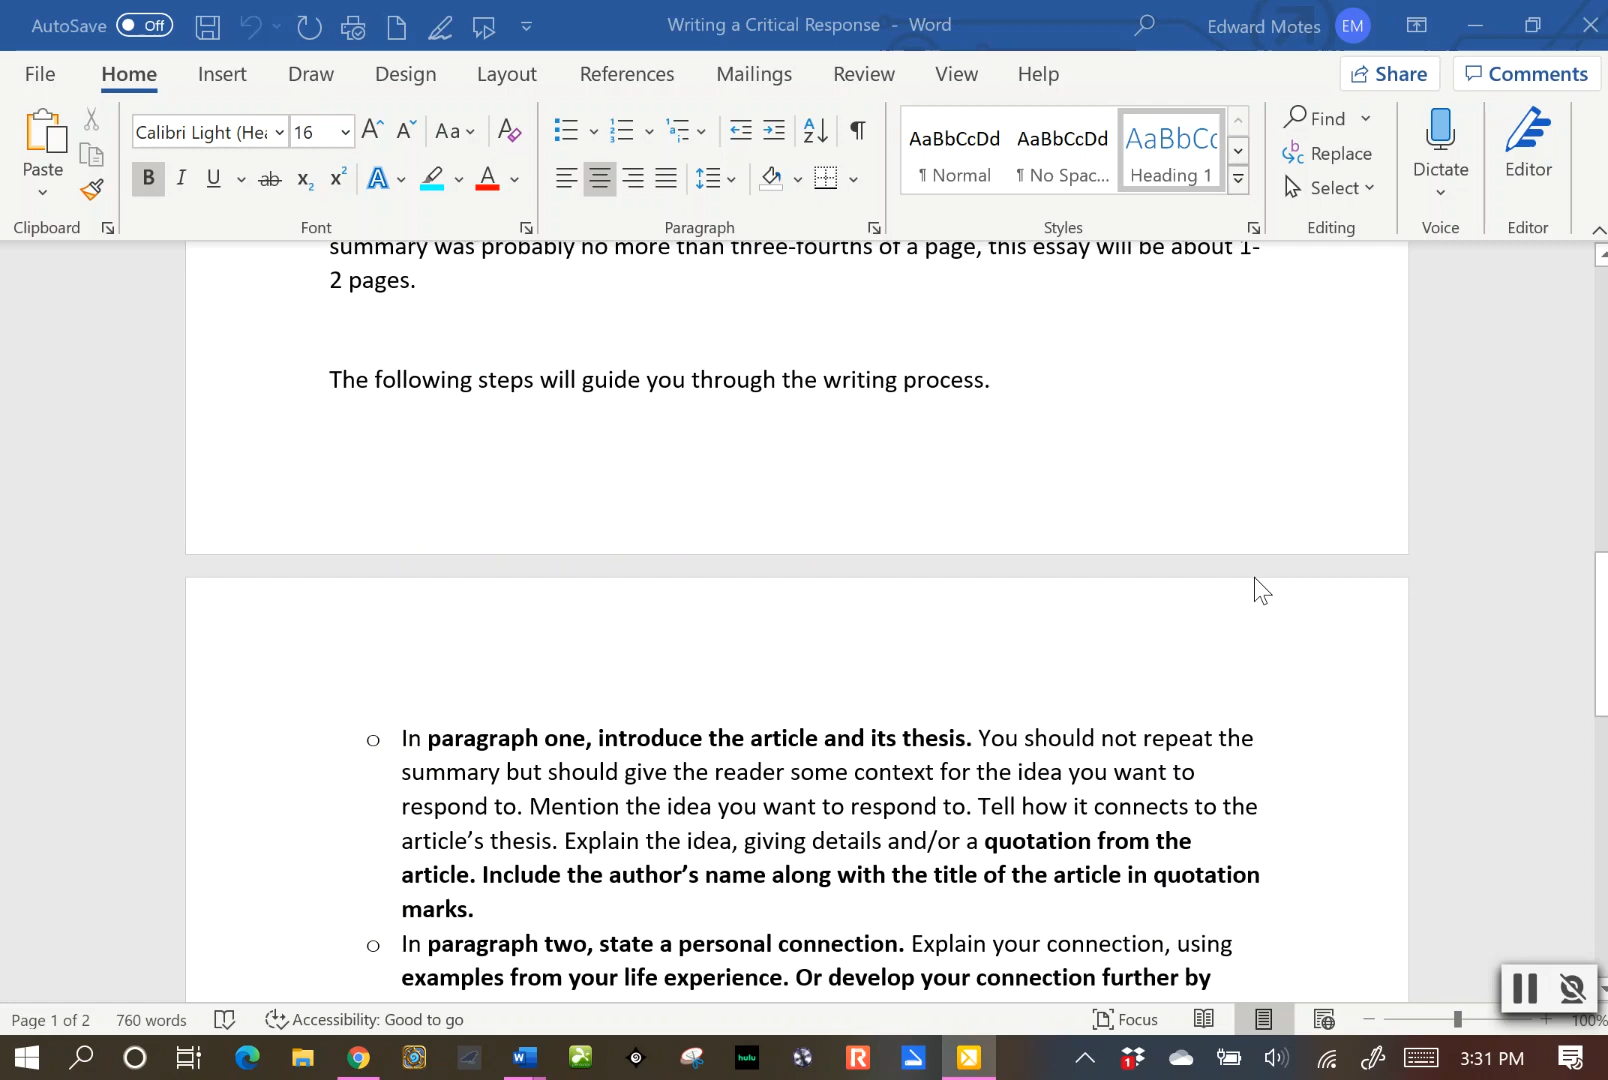 AutoSave Off Writing a Critical Response - Word Edward Motes EM
File Home Insert Draw Design Layout References Mailings Review View Help Share Comments
Paste
Clipboard
Calibri Light (Hea 16 Aa
B I U ab x2 x2 A A
Font
Paragraph
AaBbCcDd AaBbCcDd AaBbCc
¶ Normal ¶ No Spac... Heading 1
Styles
Find
Replace
Select
Editing
Dictate
Voice
Editor
Editor
summary was probably no more than three-fourths of a page, this essay will be about 1-
2 pages.
The following steps will guide you through the writing process.
o In paragraph one, introduce the article and its thesis. You should not repeat the
summary but should give the reader some context for the idea you want to
respond to. Mention the idea you want to respond to. Tell how it connects to the
article’s thesis. Explain the idea, giving details and/or a quotation from the
article. Include the author’s name along with the title of the article in quotation
marks.
o In paragraph two, state a personal connection. Explain your connection, using
examples from your life experience. Or develop your connection further by
Page 1 of 2 760 words Accessibility: Good to go Focus 100%
hulu 3:31 PM